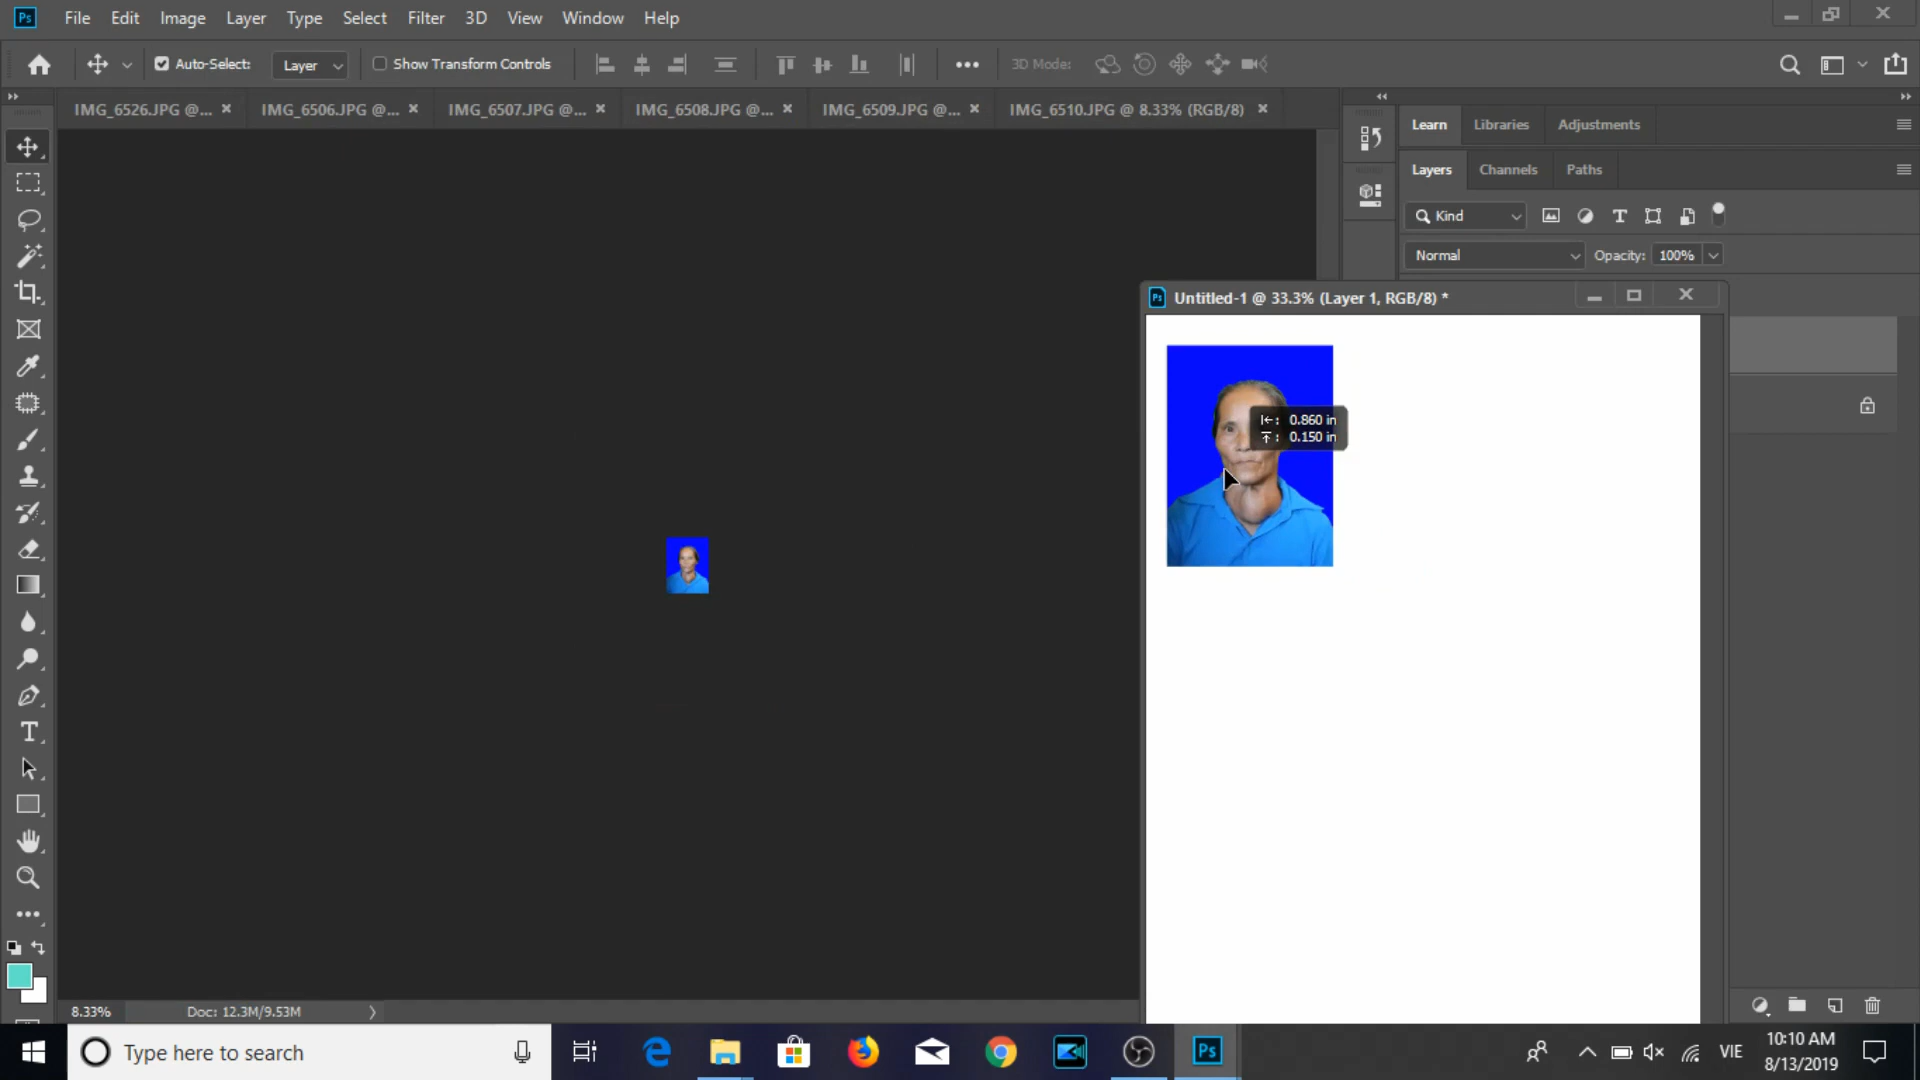 Ps File Edit Image Layer Type Select Filter 3D View Window Help
Auto-Select: Layer Show Transform Controls 3D Mode:
IMG_6526.JPG @... IMG_6506.JPG @... IMG_6507.JPG @... IMG_6508.JPG @... IMG_6509.JPG @... IMG_6510.JPG @ 8.33% (RGB/8)
Learn Libraries Adjustments
Layers Channels Paths
Kind
Normal Opacity: 100%
Ps Untitled-1 @ 33.3% (Layer 1, RGB/8) *
0.860 in
0.150 in
8.33% Doc: 12.3M/9.53M
Type here to search
Ps
VIE
10:10 AM
8/13/2019